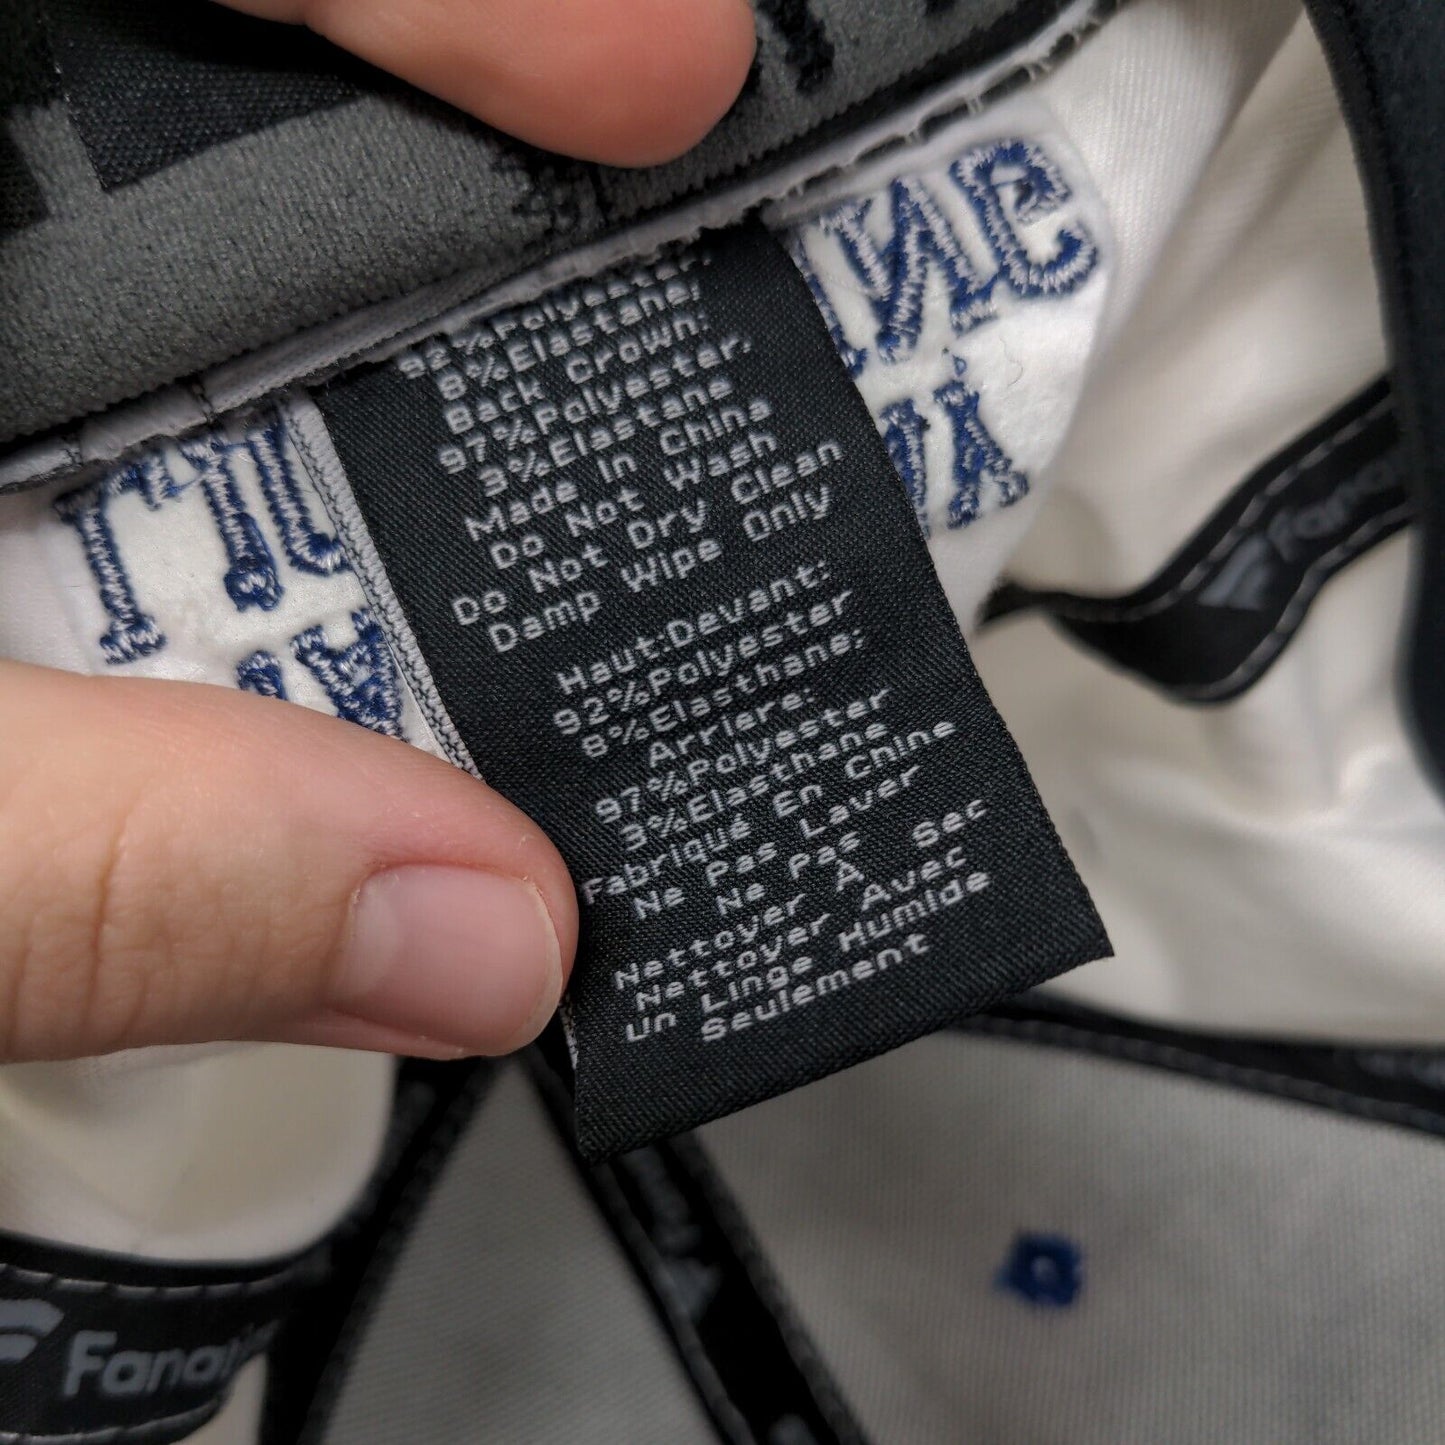 92%Polyester:
8%Elastane;
Back Crown:
97%Polyester.
3%Elastane
Made In China
Do Not Wash
Do Not Dry Clean
Damp Wipe Only
Haut:Devant:
92%Polyester
8%Elasthane;
Arriere:
97%Polyester
3%Elasthane
Fabriqué En Chine
Ne Pas Laver
Ne Pas
Nettoyer A Sec
Nettoyer Avec
Un Linge Humide
Seulement